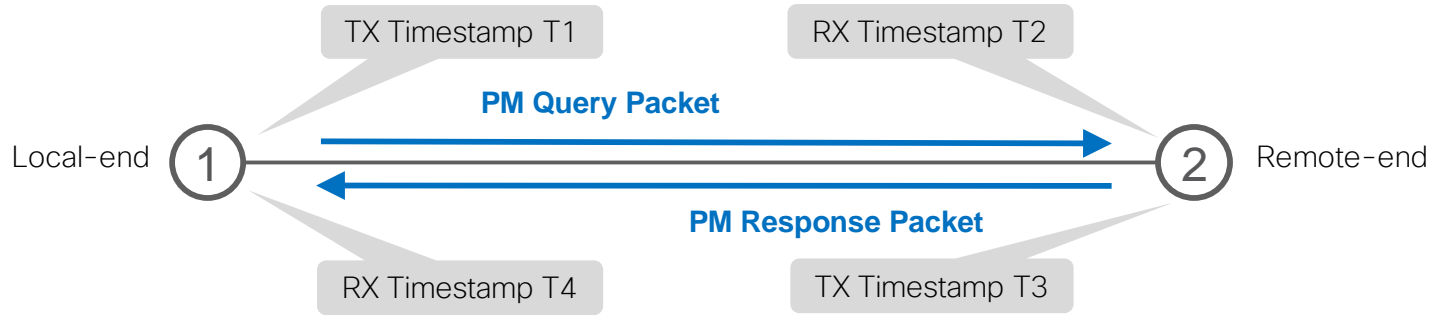 TX Timestamp T1
RX Timestamp T2
PM Query Packet
Local-end
1
2
Remote-end
PM Response Packet
RX Timestamp T4
TX Timestamp T3